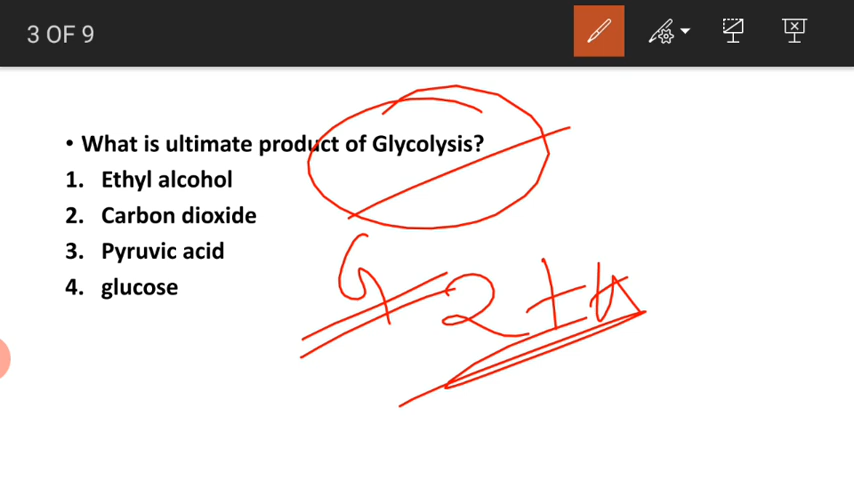 3 OF 9
• What is ultimate product of Glycolysis?
1. Ethyl alcohol
2. Carbon dioxide
3. Pyruvic acid
4. glucose